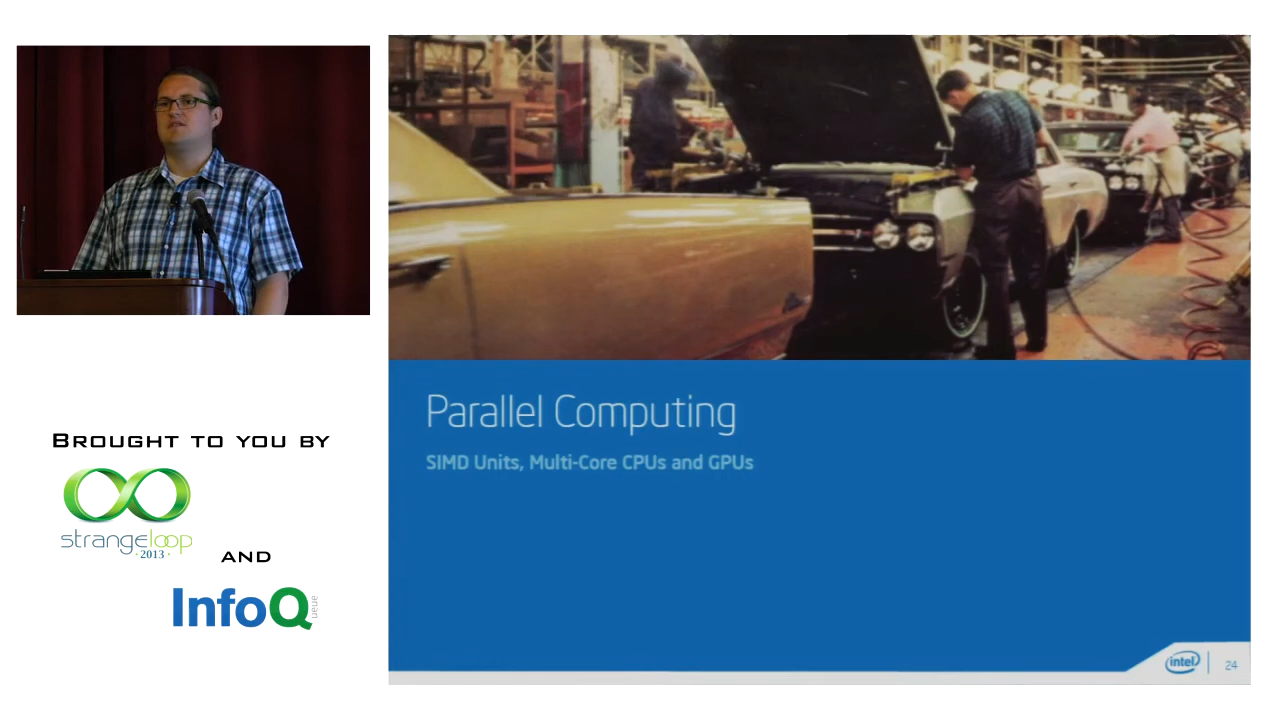 Parallel Computing
SIMD Units, Multi-Core CPUs and GPUs
BROUGHT TO YOU BY
strangeloop
· 2013 ·
AND
InfoQ
ueue
intel
24